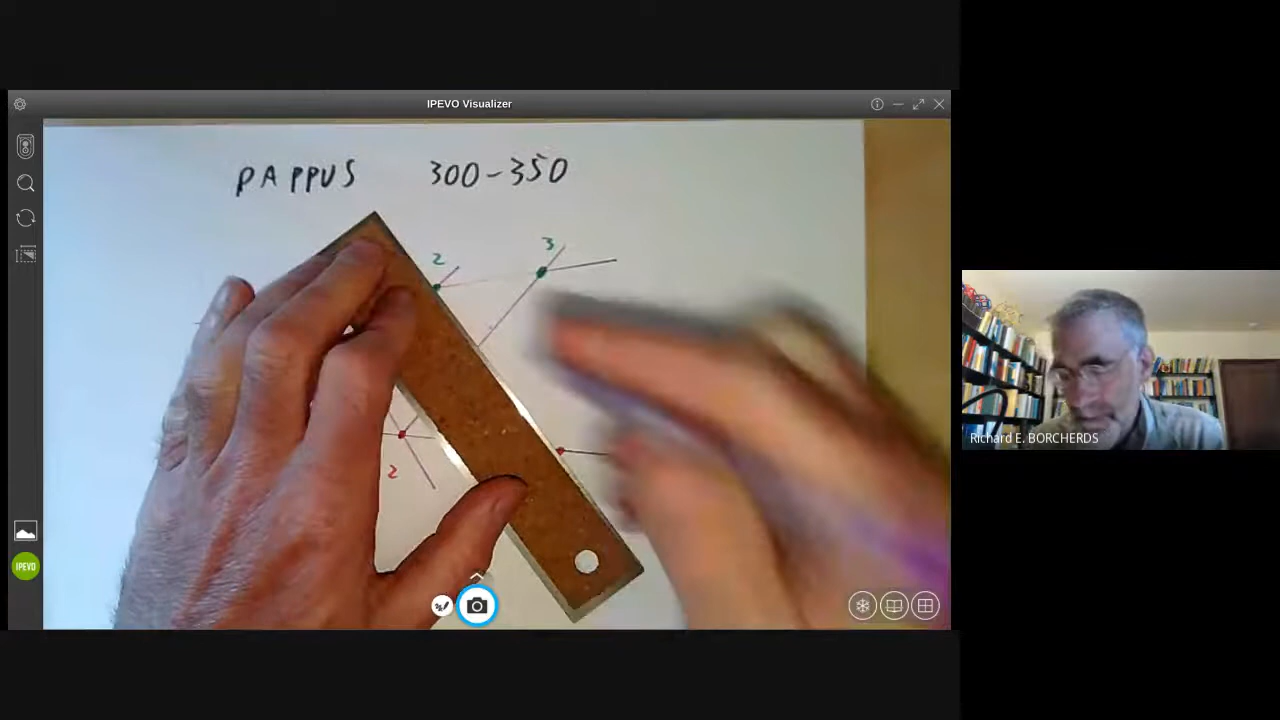 IPEVO Visualizer
PAPPUS 300-350
2 3
2
IPEVO
Richard E. BORCHERDS